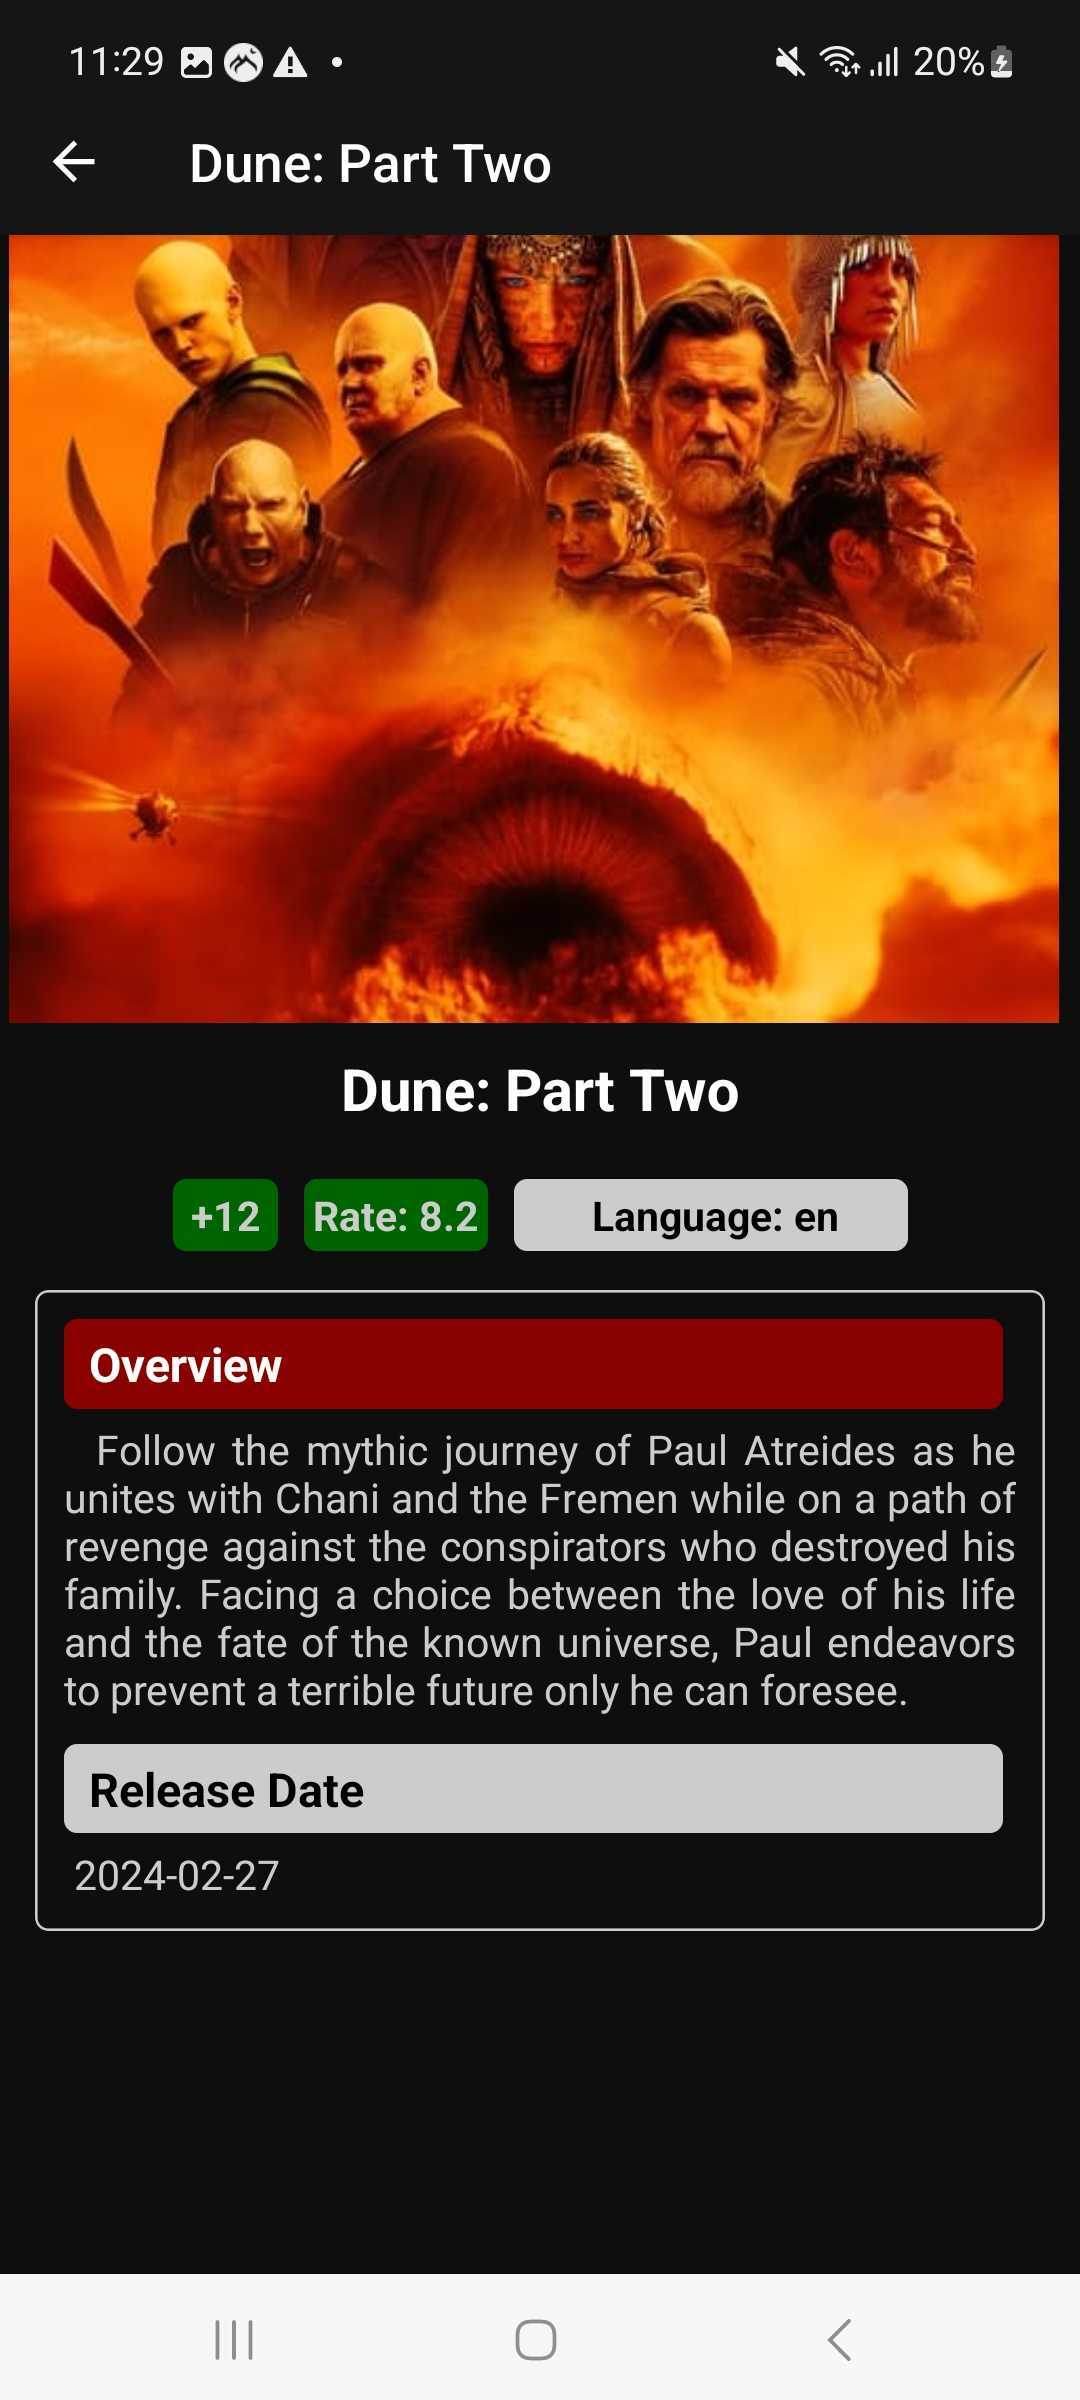 11:29
20%
Dune: Part Two
Dune: Part Two
+12
Rate: 8.2
Language: en
Overview
Follow the mythic journey of Paul Atreides as he
unites with Chani and the Fremen while on a path of
revenge against the conspirators who destroyed his
family. Facing a choice between the love of his life
and the fate of the known universe, Paul endeavors
to prevent a terrible future only he can foresee.
Release Date
2024-02-27